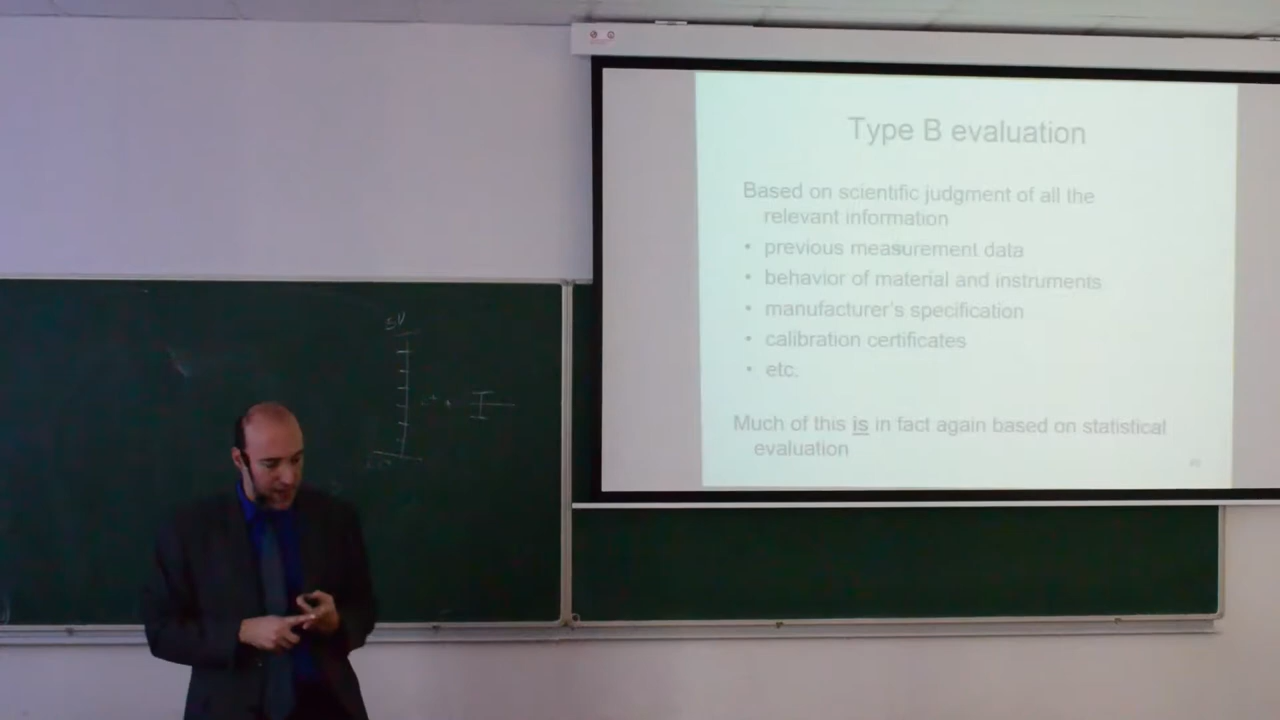 Type B evaluation
Based on scientific judgment of all the
relevant information
• previous measurement data
• behavior of material and instruments
• manufacturer's specification
• calibration certificates
• etc.
Much of this is in fact again based on statistical
evaluation
5V